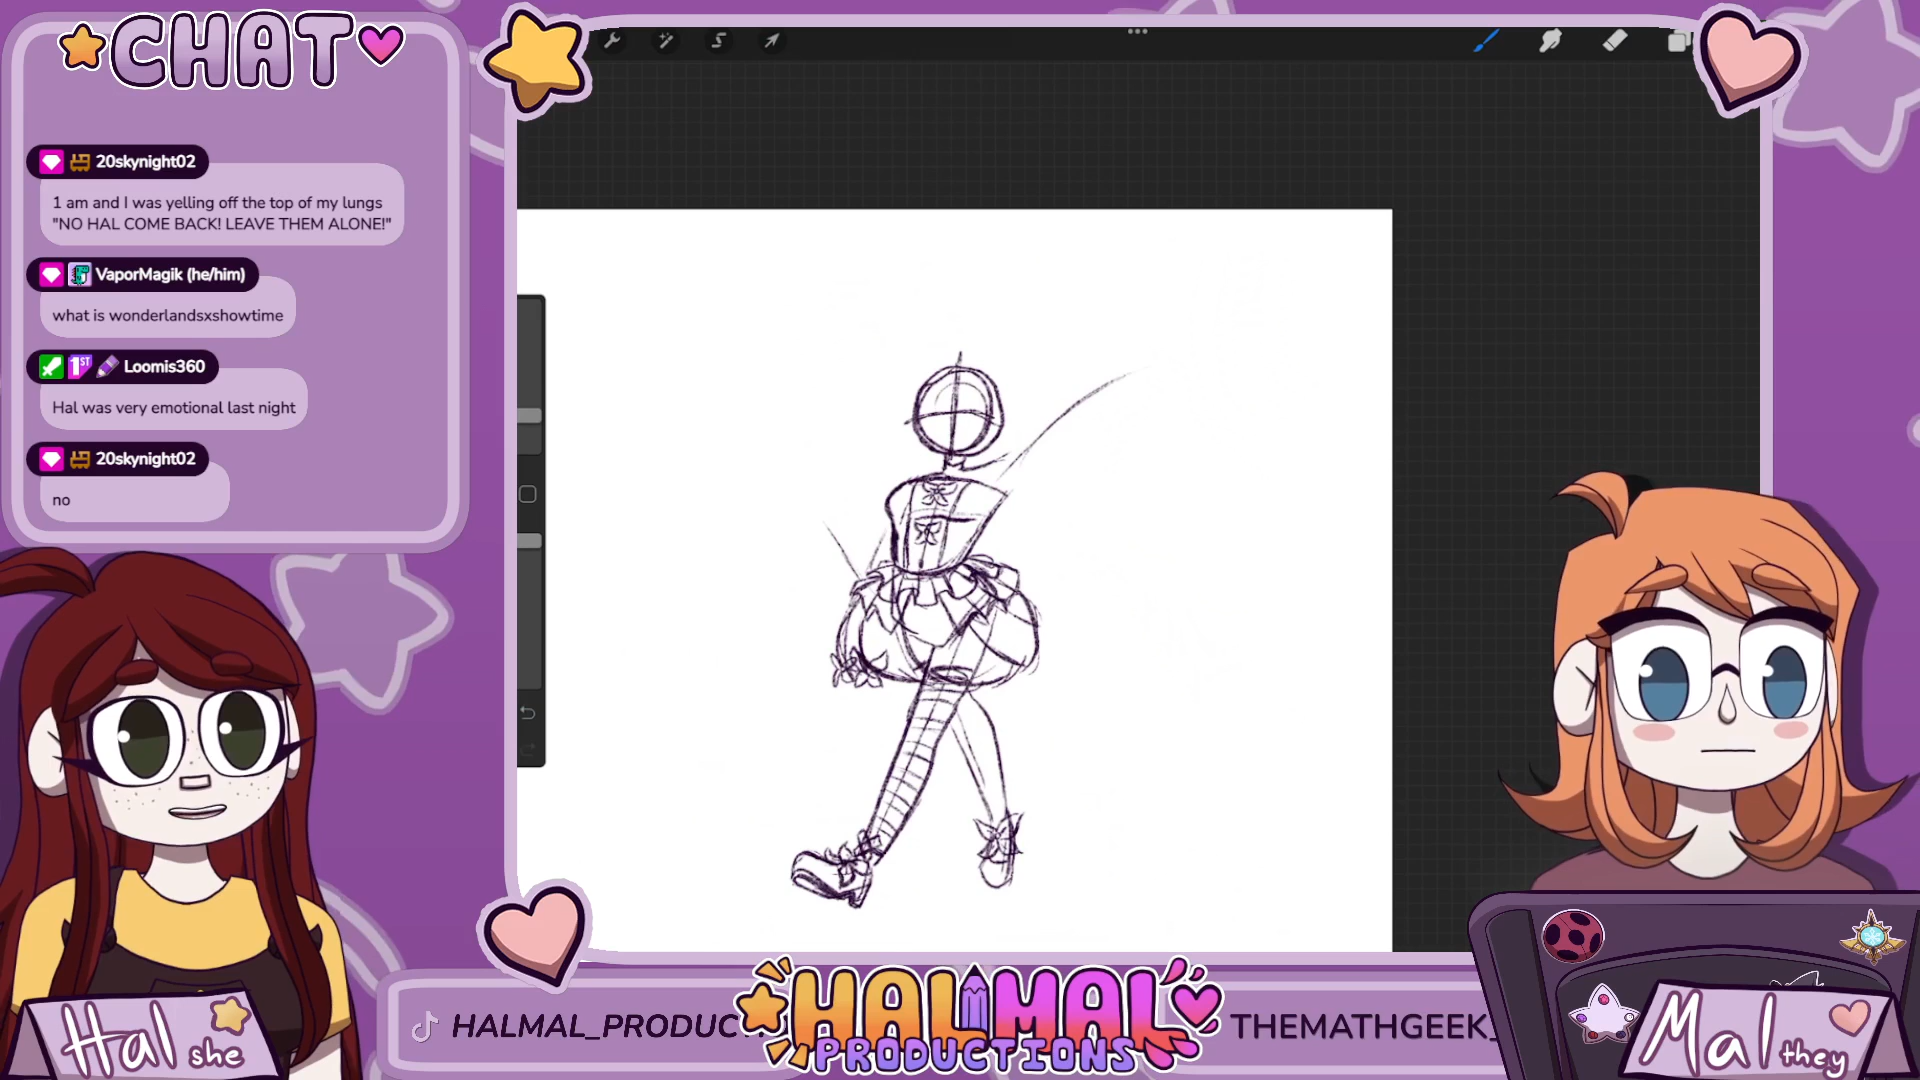 CHAT
20skynight02
1 am and I was yelling off the top of my lungs
"NO HAL COME BACK! LEAVE THEM ALONE!"
VaporMagik (he/him)
what is wonderlandsxshowtime
1ST Loomis360
Hal was very emotional last night
20skynight02
no
Hal she
HALMAL_PRODUC
HALMAL
PRODUCTIONS
THEMATHGEEK_
Mal they